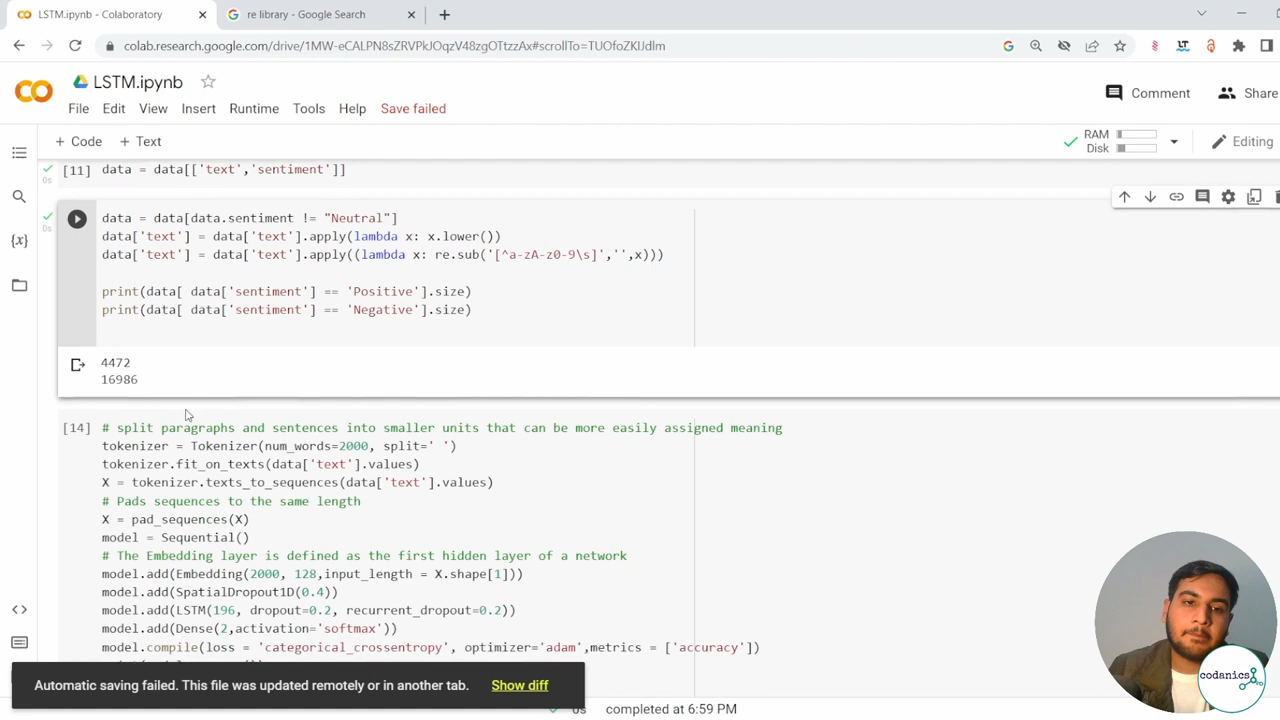 LSTM.ipynb - Colaboratory
re library - Google Search
colab.research.google.com/drive/1MW-eCALPN8sZRVPkJOqzV48zgOTtzzAx#scrollTo=TUOfoZKIJdlm
LSTM.ipynb
File Edit View Insert Runtime Tools Help Save failed
Comment
Share
+ Code + Text
RAM
Disk
Editing
[11] data = data[['text','sentiment']]
0s
0s
data = data[data.sentiment != "Neutral"]
data['text'] = data['text'].apply(lambda x: x.lower())
data['text'] = data['text'].apply((lambda x: re.sub('[^a-zA-z0-9\s]','',x)))
print(data[ data['sentiment'] == 'Positive'].size)
print(data[ data['sentiment'] == 'Negative'].size)
4472
16986
[14] # split paragraphs and sentences into smaller units that can be more easily assigned meaning
tokenizer = Tokenizer(num_words=2000, split=' ')
tokenizer.fit_on_texts(data['text'].values)
X = tokenizer.texts_to_sequences(data['text'].values)
# Pads sequences to the same length
X = pad_sequences(X)
model = Sequential()
# The Embedding layer is defined as the first hidden layer of a network
model.add(Embedding(2000, 128,input_length = X.shape[1]))
model.add(SpatialDropout1D(0.4))
model.add(LSTM(196, dropout=0.2, recurrent_dropout=0.2))
model.add(Dense(2,activation='softmax'))
model.compile(loss = 'categorical_crossentropy', optimizer='adam',metrics = ['accuracy'])
Automatic saving failed. This file was updated remotely or in another tab. Show diff
0s completed at 6:59 PM
codanics